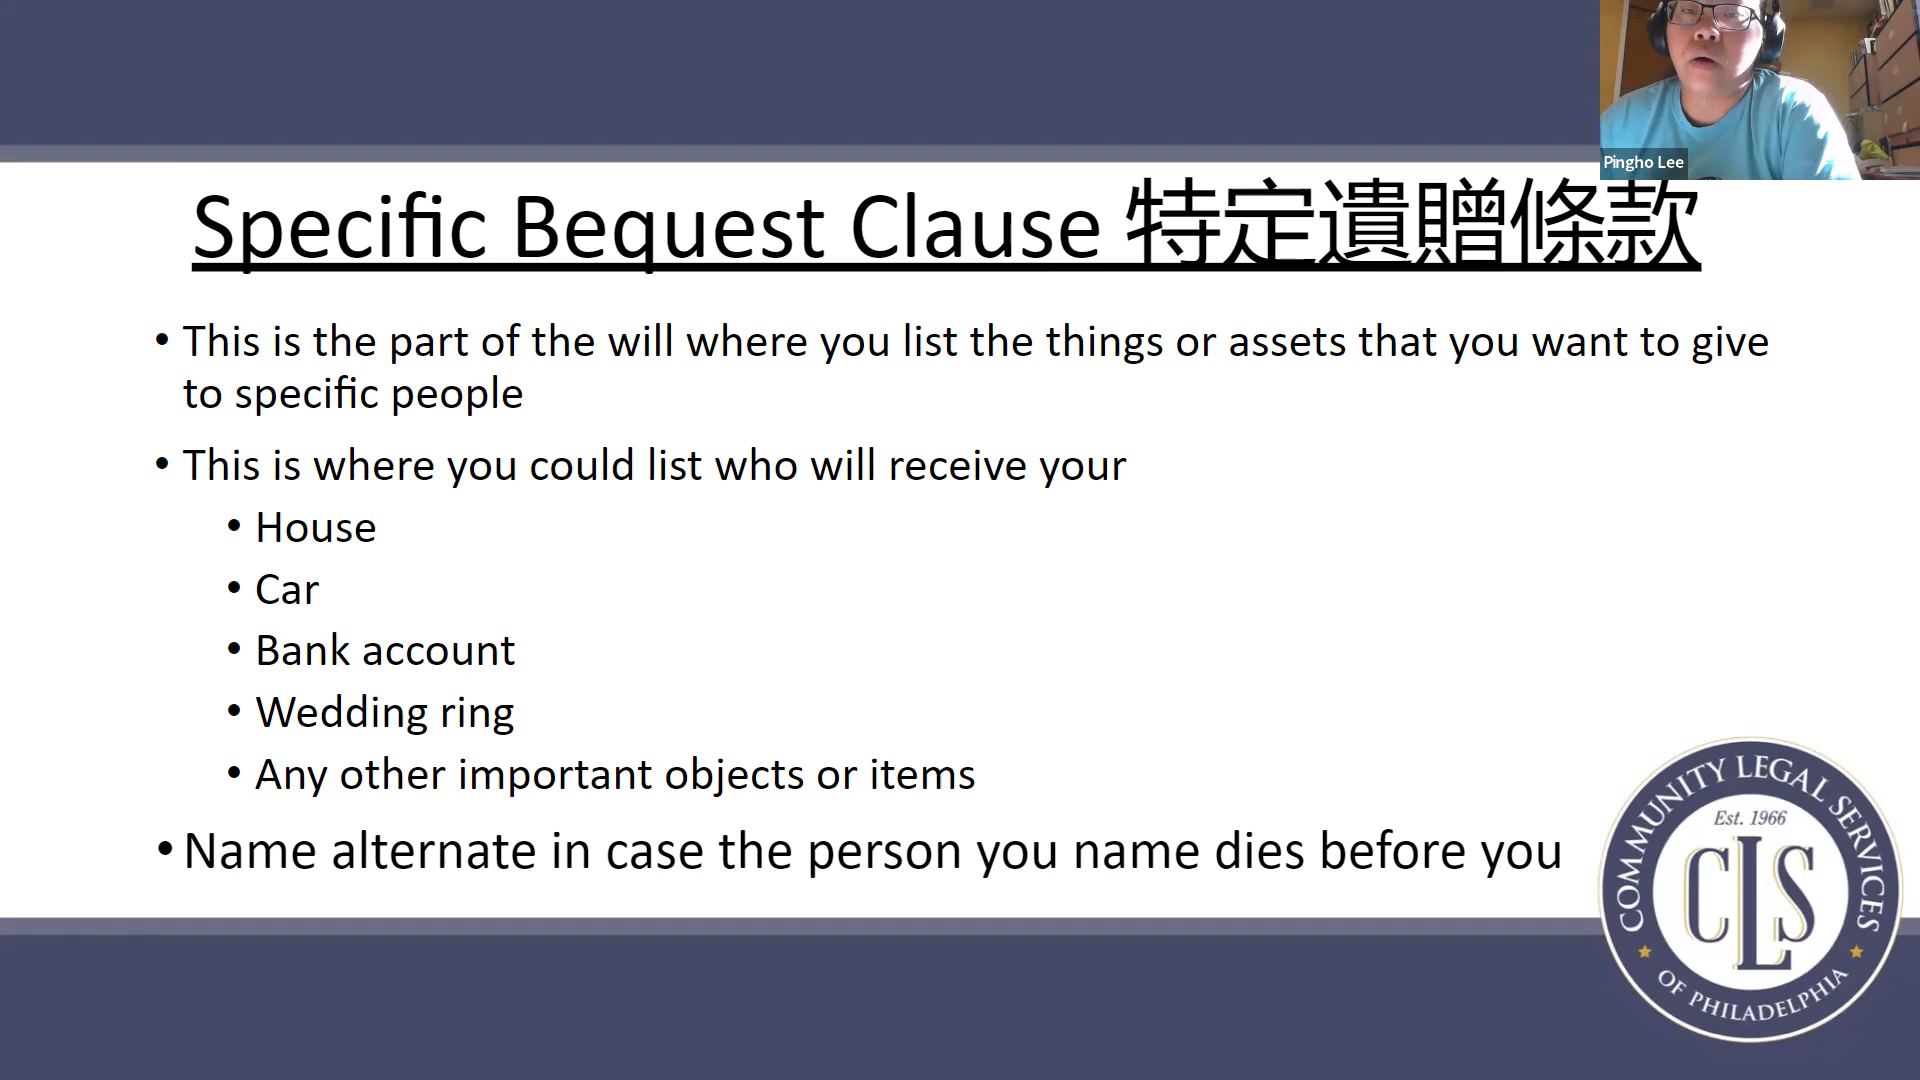 Pingho Lee
Specific Bequest Clause 特定遺贈條款
• This is the part of the will where you list the things or assets that you want to give
to specific people
• This is where you could list who will receive your
• House
• Car
• Bank account
• Wedding ring
• Any other important objects or items
• Name alternate in case the person you name dies before you
COMMUNITY LEGAL SERVICES
Est. 1966
CLS
OF PHILADELPHIA